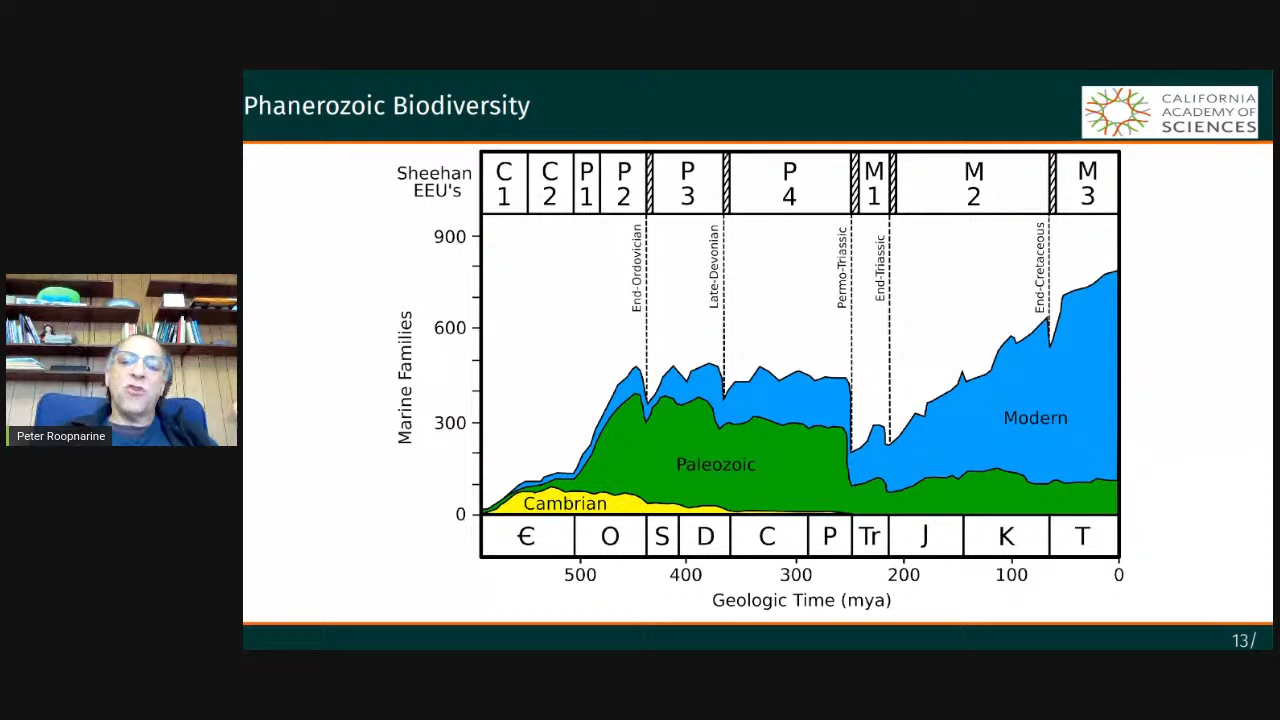 Phanerozoic Biodiversity
CALIFORNIA
ACADEMY OF
SCIENCES
Sheehan
EEU's
C 1
C 2
P 1
P 2
P 3
P 4
M 1
M 2
M 3
900
600
300
0
Marine Families
End-Ordovician
Late-Devonian
Permo-Triassic
End-Triassic
End-Cretaceous
Modern
Paleozoic
Cambrian
€ O S D C P Tr J K T
500 400 300 200 100 0
Geologic Time (mya)
Peter Roopnarine
13/